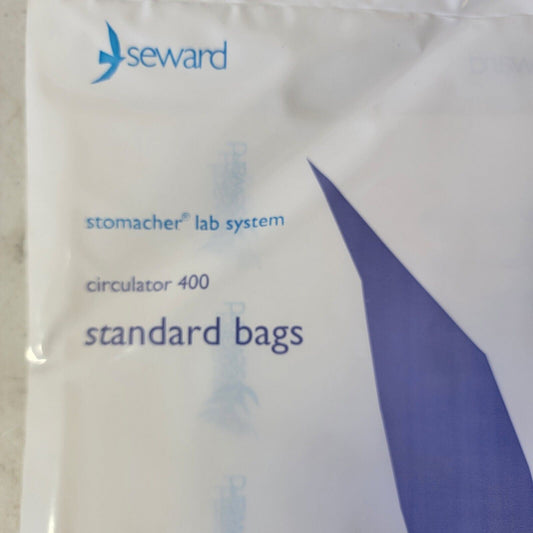 seward
stomacher® lab system
circulator 400
standard bags